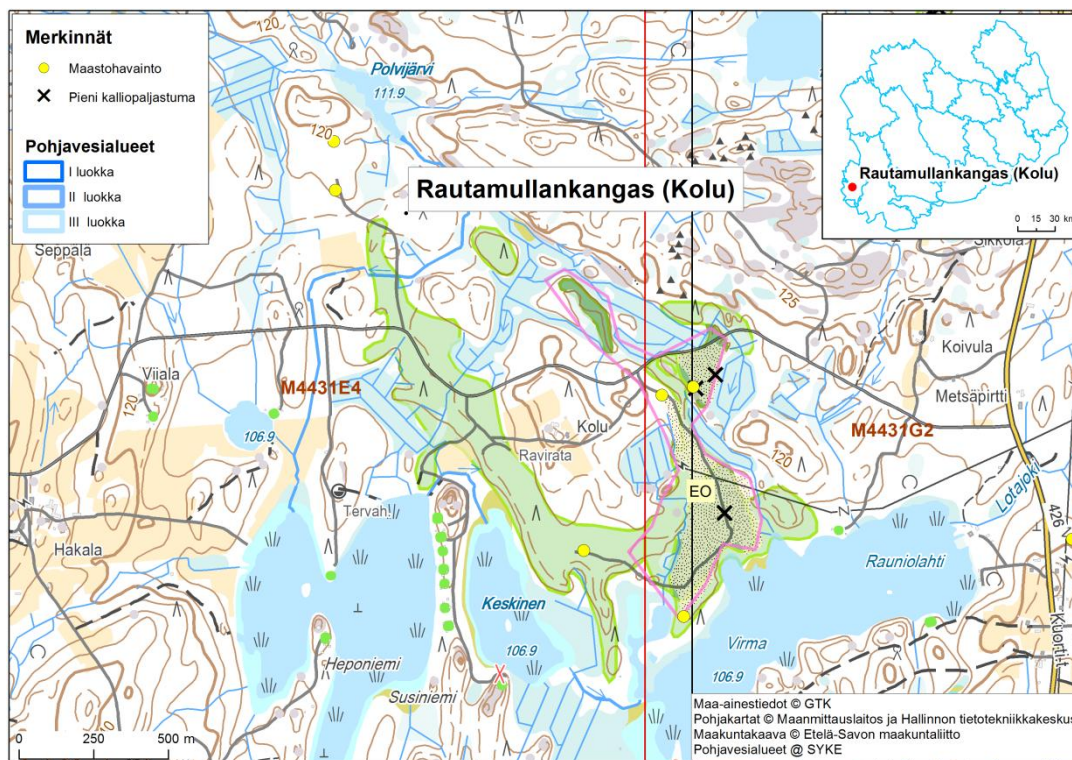 Merkinnät
Maastohavainto
Pieni kalliopaljastuma
Pohjavesialueet
I luokka
II luokka
III luokka
120
Polvijärvi
111.9
120
Rautamullankangas (Kolu)
Rautamullankangas (Kolu)
0 15 30 km
Seppälä
Sikkola
125
Koivula
Viiala
120
M4431E4
106.9
Kolu
Metsäpirtti
M4431G2
Ravirata
120
Lotajoki
EO
Tervah.
426
Hakala
Rauniolahti
Keskinen
106.9
Virma
106.9
Heponiemi
Susiniemi
Kuortti
0 250 500 m
Maa-ainestiedot © GTK
Pohjakartat © Maanmittauslaitos ja Hallinnon tietotekniikkakeskus
Maakuntakaava © Etelä-Savon maakuntaliitto
Pohjavesialueet @ SYKE